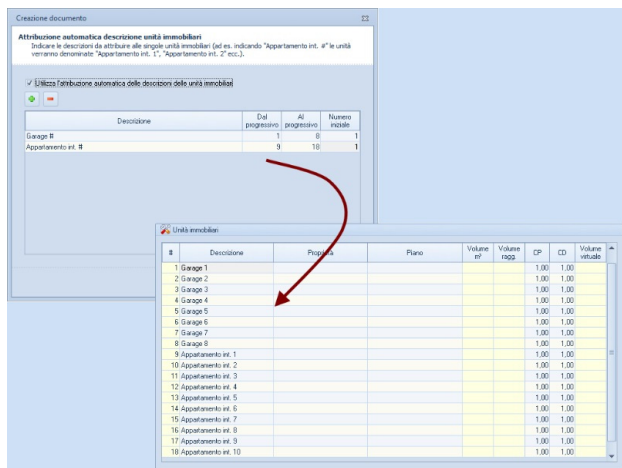 Creazione documento
Attribuzione automatica descrizione unità immobiliari
Indicare le descrizioni da attribuire alle singole unità immobiliari (ad es. indicando "Appartamento int. #" le unità
verranno denominate "Appartamento int. 1", "Appartamento int. 2" ecc.).
Utilizza l'attribuzione automatica delle descrizioni delle unità immobiliari
Descrizione Dal progressivo Al progressivo Numero iniziale
Garage # 1 8 1
Appartamento int. # 9 18 1
Unità immobiliari
# Descrizione Proprietà Piano Volume m³ Volume ragg. CP CD Volume virtuale
1 Garage 1 1,00 1,00
2 Garage 2 1,00 1,00
3 Garage 3 1,00 1,00
4 Garage 4 1,00 1,00
5 Garage 5 1,00 1,00
6 Garage 6 1,00 1,00
7 Garage 7 1,00 1,00
8 Garage 8 1,00 1,00
9 Appartamento int. 1 1,00 1,00
10 Appartamento int. 2 1,00 1,00
11 Appartamento int. 3 1,00 1,00
12 Appartamento int. 4 1,00 1,00
13 Appartamento int. 5 1,00 1,00
14 Appartamento int. 6 1,00 1,00
15 Appartamento int. 7 1,00 1,00
16 Appartamento int. 8 1,00 1,00
17 Appartamento int. 9 1,00 1,00
18 Appartamento int. 10 1,00 1,00